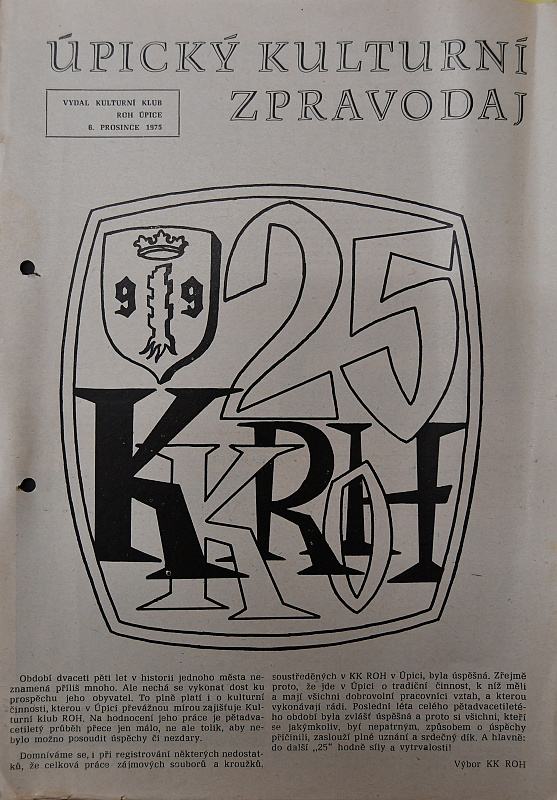 ÚPICKÝ KULTURNÍ
ZPRAVODAJ
VYDAL KULTURNÍ KLUB
ROH ÚPICE
6. PROSINCE 1975
25
9 9
KK ROH
Období dvaceti pěti let v historii jednoho města ne-
znamená příliš mnoho. Ale nechá se vykonat dost ku
prospěchu jeho obyvatel. To plně platí i o kulturní
činnosti, kterou v Úpici převážnou mírou zajišťuje Kul-
turní klub ROH. Na hodnocení jeho práce je pětadva-
cetiletý průběh přece jen málo, ne ale tolik, aby ne-
bylo možno posoudit úspěchy či nezdary.
Domníváme se, i při registrování některých nedostat-
ků, že celková práce zájmových souborů a kroužků,
soustředěných v KK ROH v Úpici, byla úspěšná. Zřejmě
proto, že jde v Úpici o tradiční činnost, k níž měli
a mají všichni dobrovolní pracovníci vztah, a kterou
vykonávají rádi. Poslední léta celého pětadvacetileté-
ho období byla zvlášť úspěšná a proto si všichni, kteří
se jakýmkoliv, byť nepatrným, způsobem o úspěchy
přičinili, zaslouží plné uznání a srdečný dík. A hlavně:
do další „25" hodně síly a vytrvalosti!
Výbor KK ROH